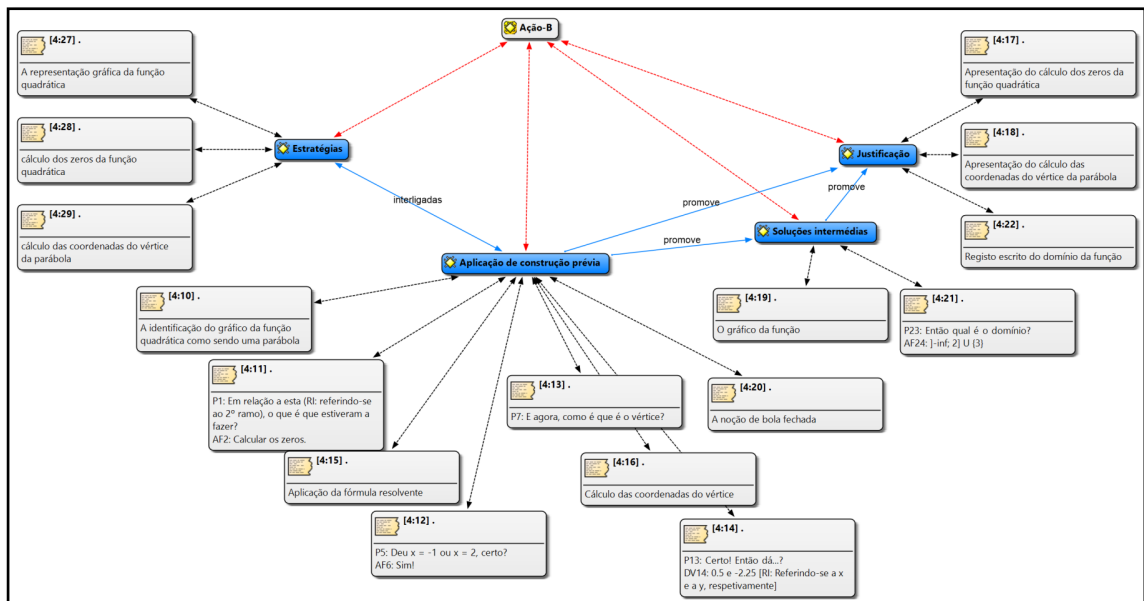 Ação-B
[4:27] .
A representação gráfica da função
quadrática
[4:28] .
cálculo dos zeros da função
quadrática
[4:29] .
cálculo das coordenadas do vértice
da parábola
Estratégias
[4:17] .
Apresentação do cálculo dos zeros da
função quadrática
[4:18] .
Apresentação do cálculo das
coordenadas do vértice da parábola
[4:22] .
Registo escrito do domínio da função
Justificação
interligadas
promove
promove
promove
Soluções intermédias
Aplicação de construção prévia
[4:10] .
A identificação do gráfico da função
quadrática como sendo uma parábola
[4:19] .
O gráfico da função
[4:21] .
P23: Então qual é o domínio?
AF24: ]-inf; 2] U {3}
[4:11] .
P1: Em relação a esta (RI: referindo-se
ao 2º ramo), o que é que estiveram a
fazer?
AF2: Calcular os zeros.
[4:13] .
P7: E agora, como é que é o vértice?
[4:20] .
A noção de bola fechada
[4:15] .
Aplicação da fórmula resolvente
[4:16] .
Cálculo das coordenadas do vértice
[4:12] .
P5: Deu x = -1 ou x = 2, certo?
AF6: Sim!
[4:14] .
P13: Certo! Então dá...?
DV14: 0.5 e -2.25 [RI: Referindo-se a x
e a y, respetivamente]